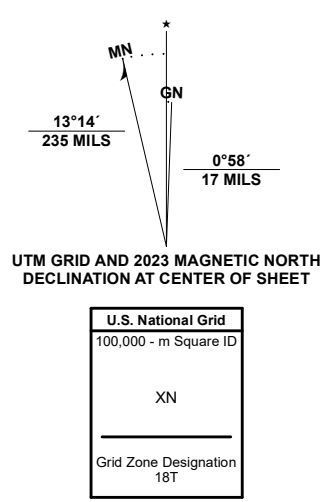 ★
MN
GN
13°14´
235 MILS
0°58´
17 MILS
UTM GRID AND 2023 MAGNETIC NORTH
DECLINATION AT CENTER OF SHEET
U.S. National Grid
100,000 - m Square ID
XN
Grid Zone Designation
18T